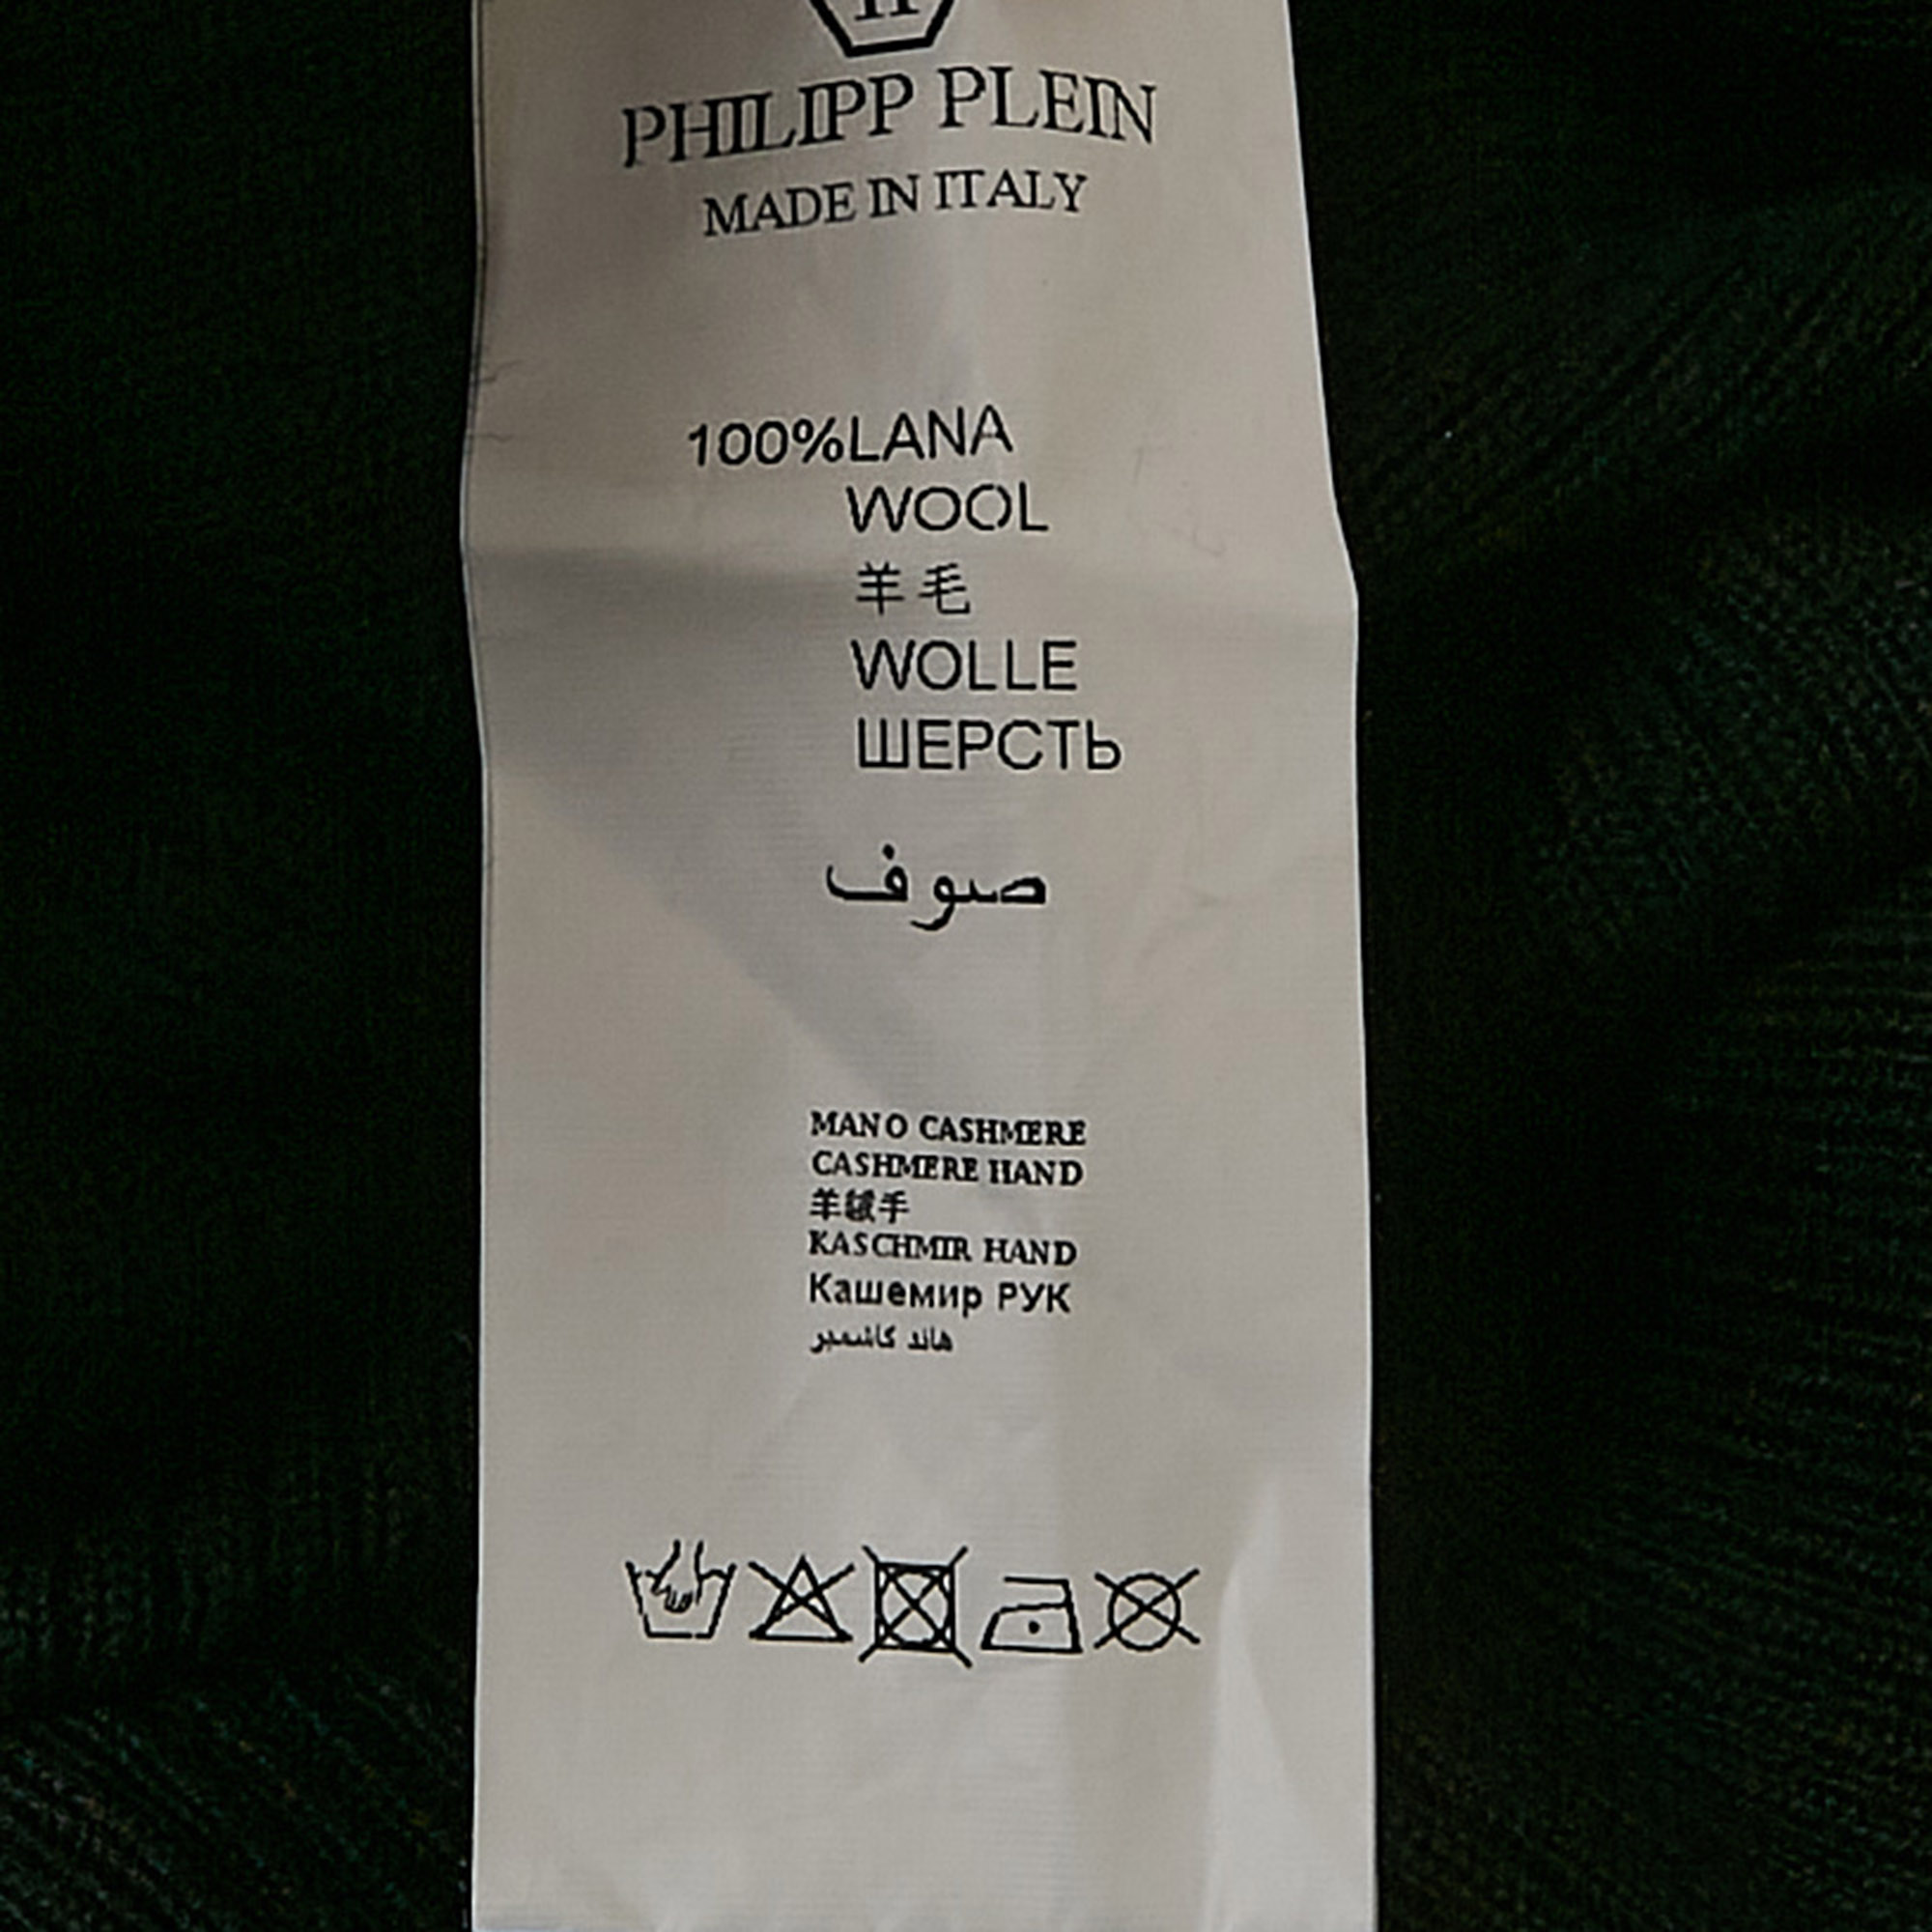 PHILIPP PLEIN
MADE IN ITALY
100%LANA
WOOL
羊毛
WOLLE
ШЕРСТЬ
صوف
MANO CASHMERE
CASHMERE HAND
羊絨手
KASCHMIR HAND
Кашемир РУК
هاند كاشمير